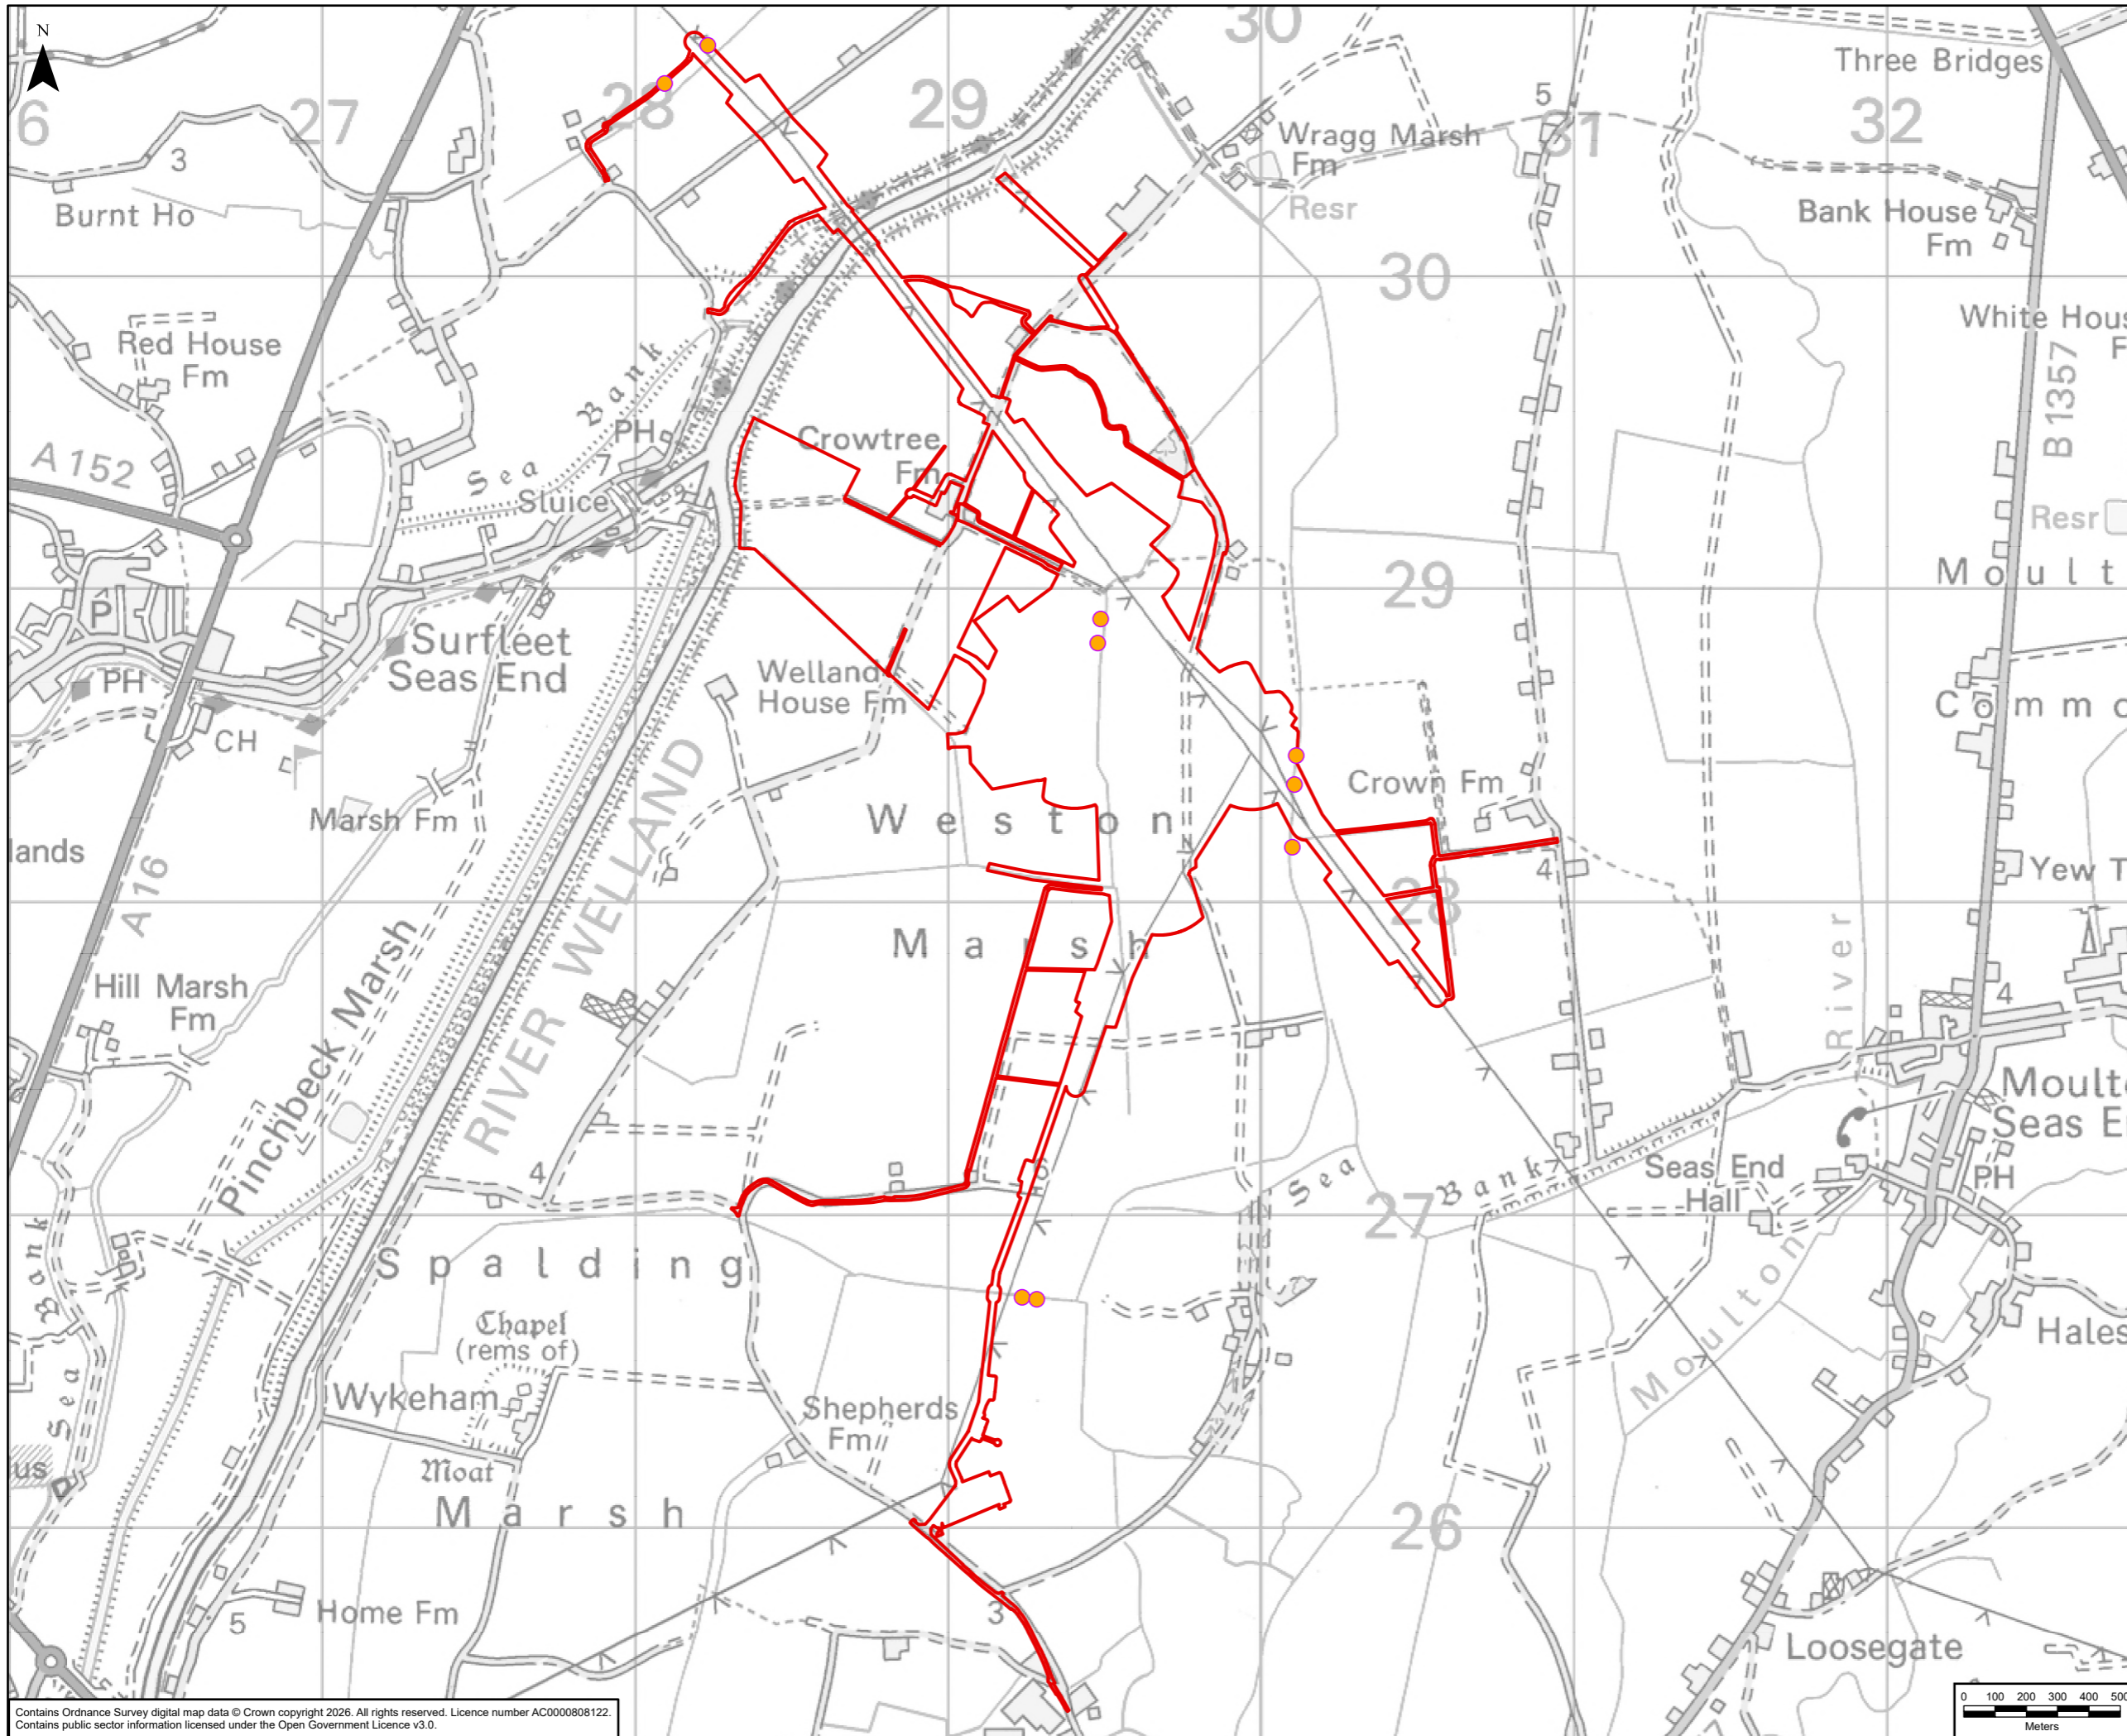 N
30
Three Bridges
6
27
28
29
5
31
32
3
Wragg Marsh
Fm
Burnt Ho
Resr
Bank House
Fm
30
Red House
Fm
White Hous
F
B 1357
A 152
Sea
Bank
PH
7
Sluice
Crowtree
Fm
Resr
29
Moult
P
Surfleet
Seas End
PH
CH
Welland
House Fm
Commo
Marsh Fm
Crown Fm
Weston
lands
A 16
4
Yew T
28
Marsh
Hill Marsh
Fm
Pinchbeck Marsh
RIVER WELLAND
River
4
Moult
Seas E
4
6
Sea
Bank
Seas End
Hall
PH
27
Spalding
Sea Bank
Moulton
Chapel
(rems of)
Hales
Wykeham
Shepherds
Fm
us
Moat
Marsh
26
5
Home Fm
3
Loosegate
Contains Ordnance Survey digital map data © Crown copyright 2026. All rights reserved. Licence number AC0000808122.
Contains public sector information licensed under the Open Government Licence v3.0.
0 100 200 300 400 500
Meters